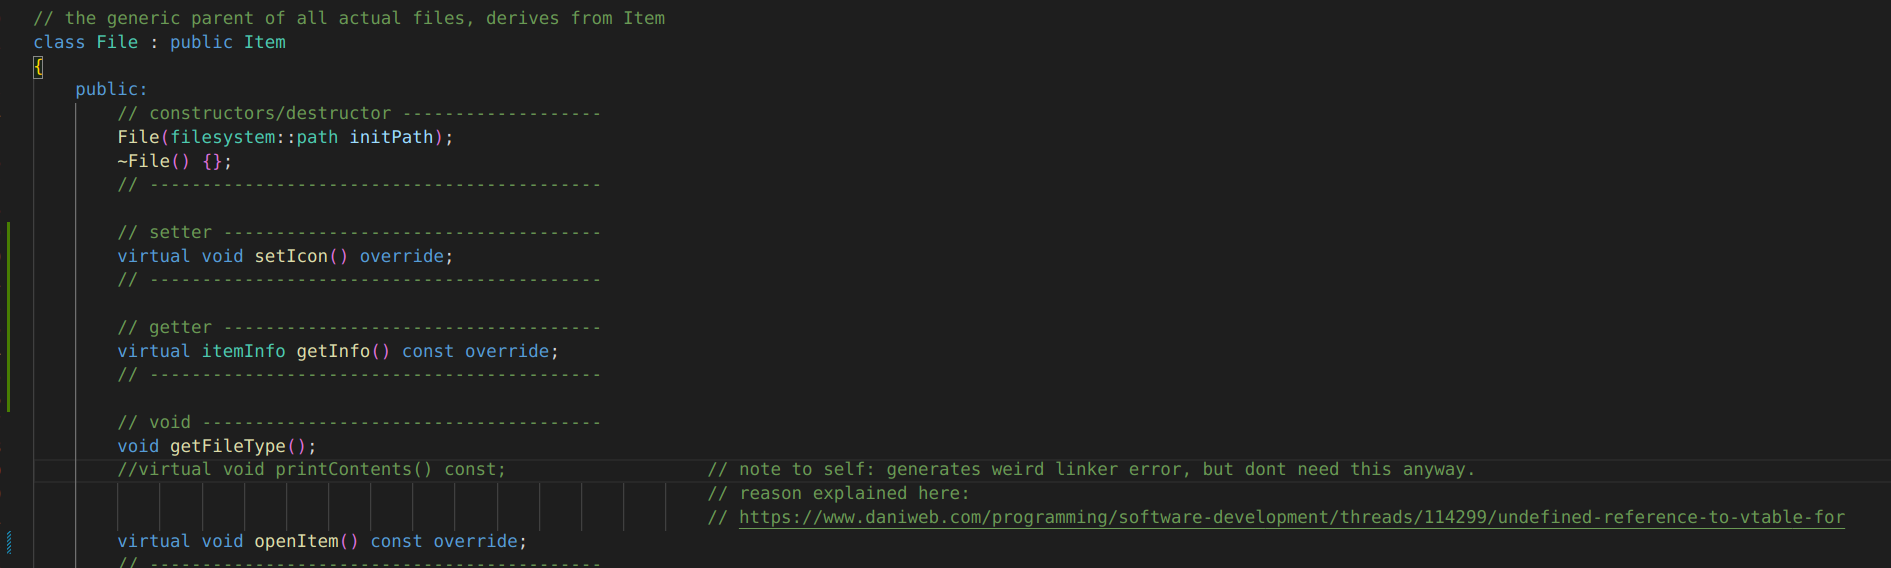 // the generic parent of all actual files, derives from Item
class File : public Item
{
public:
// constructors/destructor -------------------
File(filesystem::path initPath);
~File() {};
// -------------------------------------------
// setter ------------------------------------
virtual void setIcon() override;
// -------------------------------------------
// getter ------------------------------------
virtual itemInfo getInfo() const override;
// -------------------------------------------
// void --------------------------------------
void getFileType();
//virtual void printContents() const; // note to self: generates weird linker error, but dont need this anyway.
// reason explained here:
// https://www.daniweb.com/programming/software-development/threads/114299/undefined-reference-to-vtable-for
virtual void openItem() const override;
// -------------------------------------------